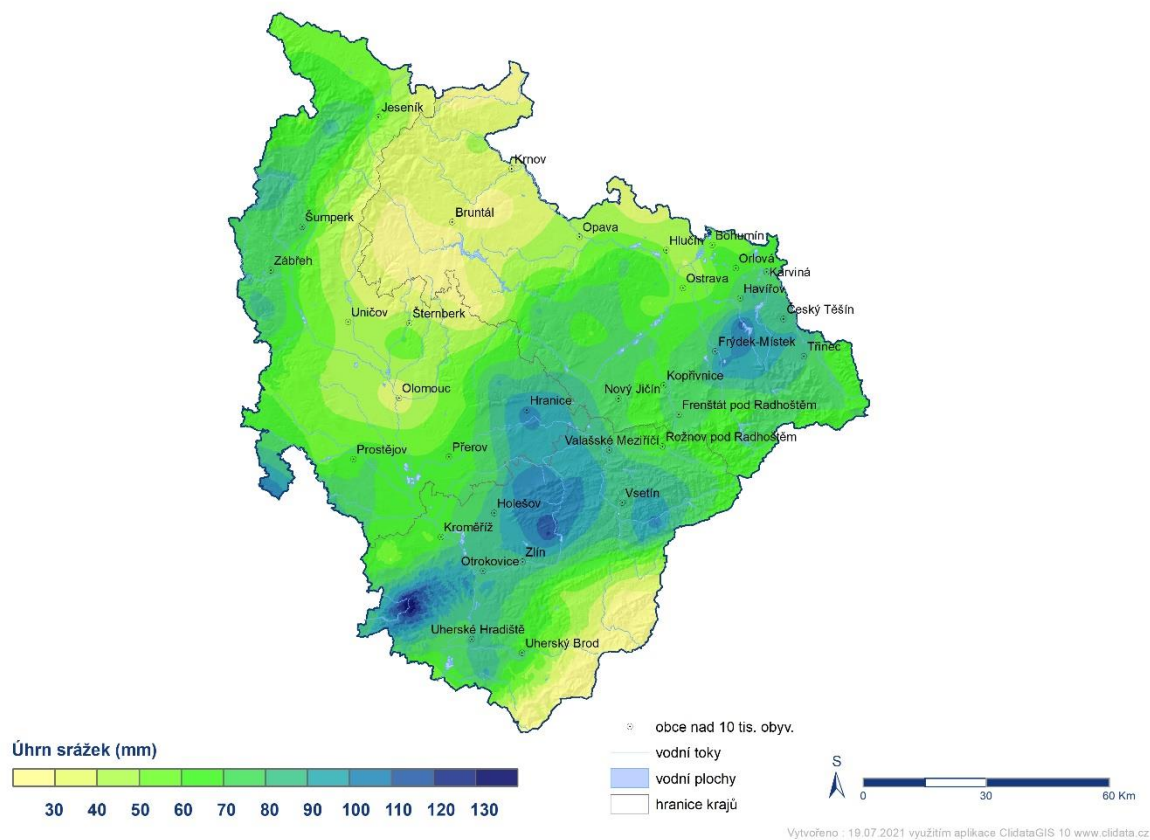 Jeseník
Krnov
Bruntál
Šumperk
Opava
Hlučín
Bohumín
Orlová
Karviná
Zábřeh
Ostrava
Havířov
Český Těšín
Uničov
Šternberk
Frýdek-Místek
Třinec
Olomouc
Nový Jičín
Kopřivnice
Hranice
Frenštát pod Radhoštěm
Valašské Meziříčí
Rožnov pod Radhoštěm
Prostějov
Přerov
Holešov
Vsetín
Kroměříž
Otrokovice
Zlín
Uherské Hradiště
Uherský Brod
Úhrn srážek (mm)
30 40 50 60 70 80 90 100 110 120 130
obce nad 10 tis. obyv.
vodní toky
vodní plochy
hranice krajů
S
0 30 60 Km
Vytvořeno : 19.07.2021 využitím aplikace ClidataGIS 10 www.clidata.cz